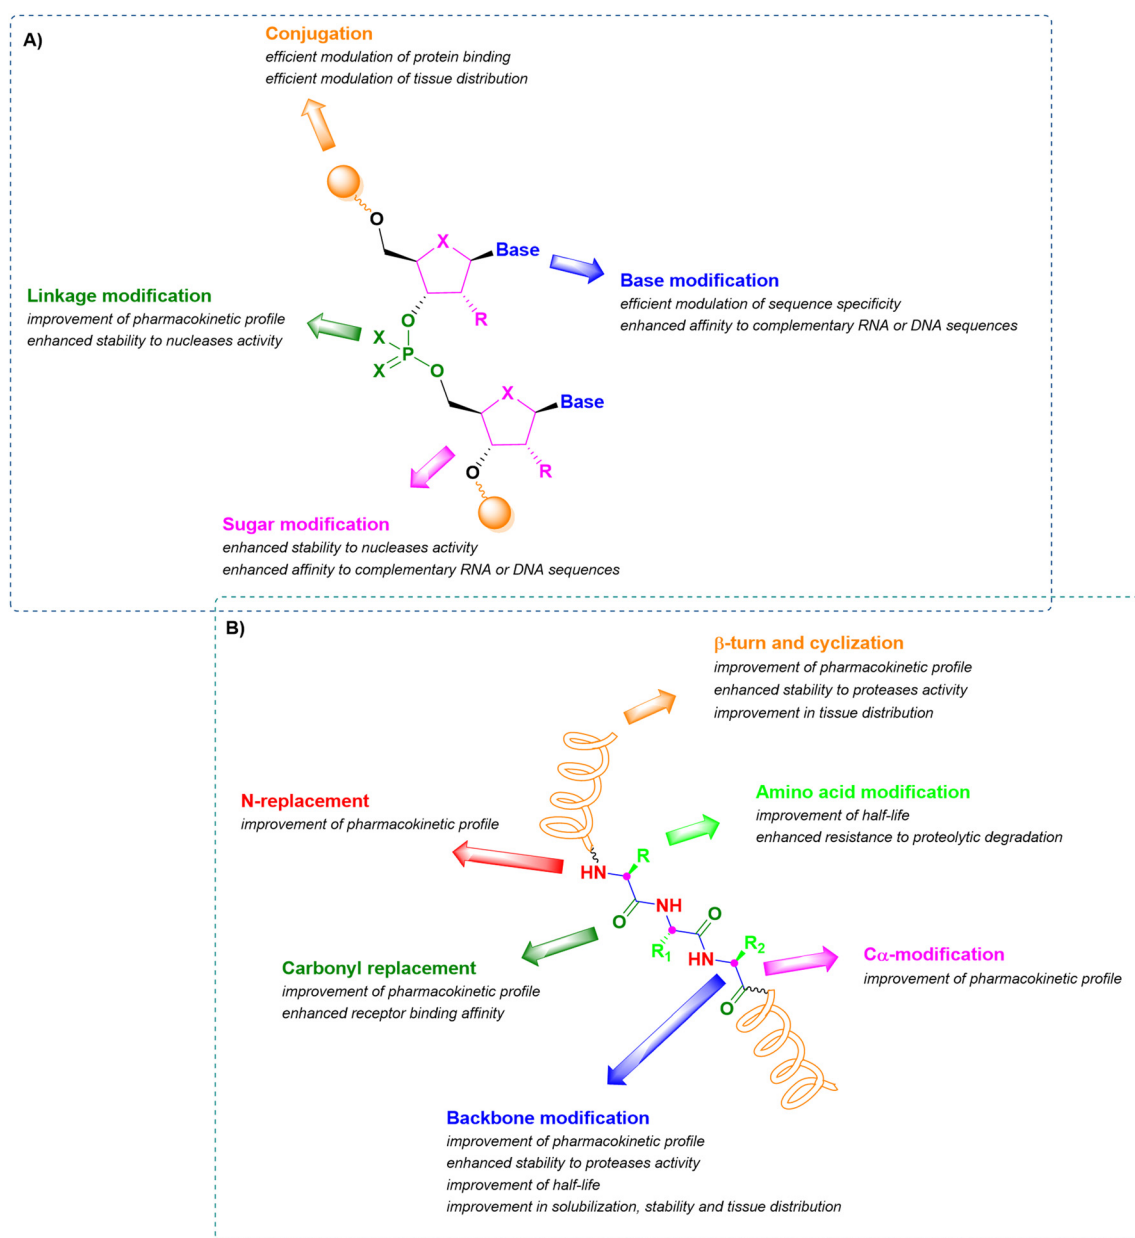 A)
Conjugation
efficient modulation of protein binding
efficient modulation of tissue distribution
O
X
Base
Base modification
efficient modulation of sequence specificity
enhanced affinity to complementary RNA or DNA sequences
Linkage modification
improvement of pharmacokinetic profile
enhanced stability to nucleases activity
R
O
X
P
X
O
X
Base
R
O
Sugar modification
enhanced stability to nucleases activity
enhanced affinity to complementary RNA or DNA sequences
B)
β-turn and cyclization
improvement of pharmacokinetic profile
enhanced stability to proteases activity
improvement in tissue distribution
N-replacement
improvement of pharmacokinetic profile
Amino acid modification
improvement of half-life
enhanced resistance to proteolytic degradation
R
HN
NH
O
O
R1
HN
R2
O
Carbonyl replacement
improvement of pharmacokinetic profile
enhanced receptor binding affinity
Cα-modification
improvement of pharmacokinetic profile
Backbone modification
improvement of pharmacokinetic profile
enhanced stability to proteases activity
improvement of half-life
improvement in solubilization, stability and tissue distribution